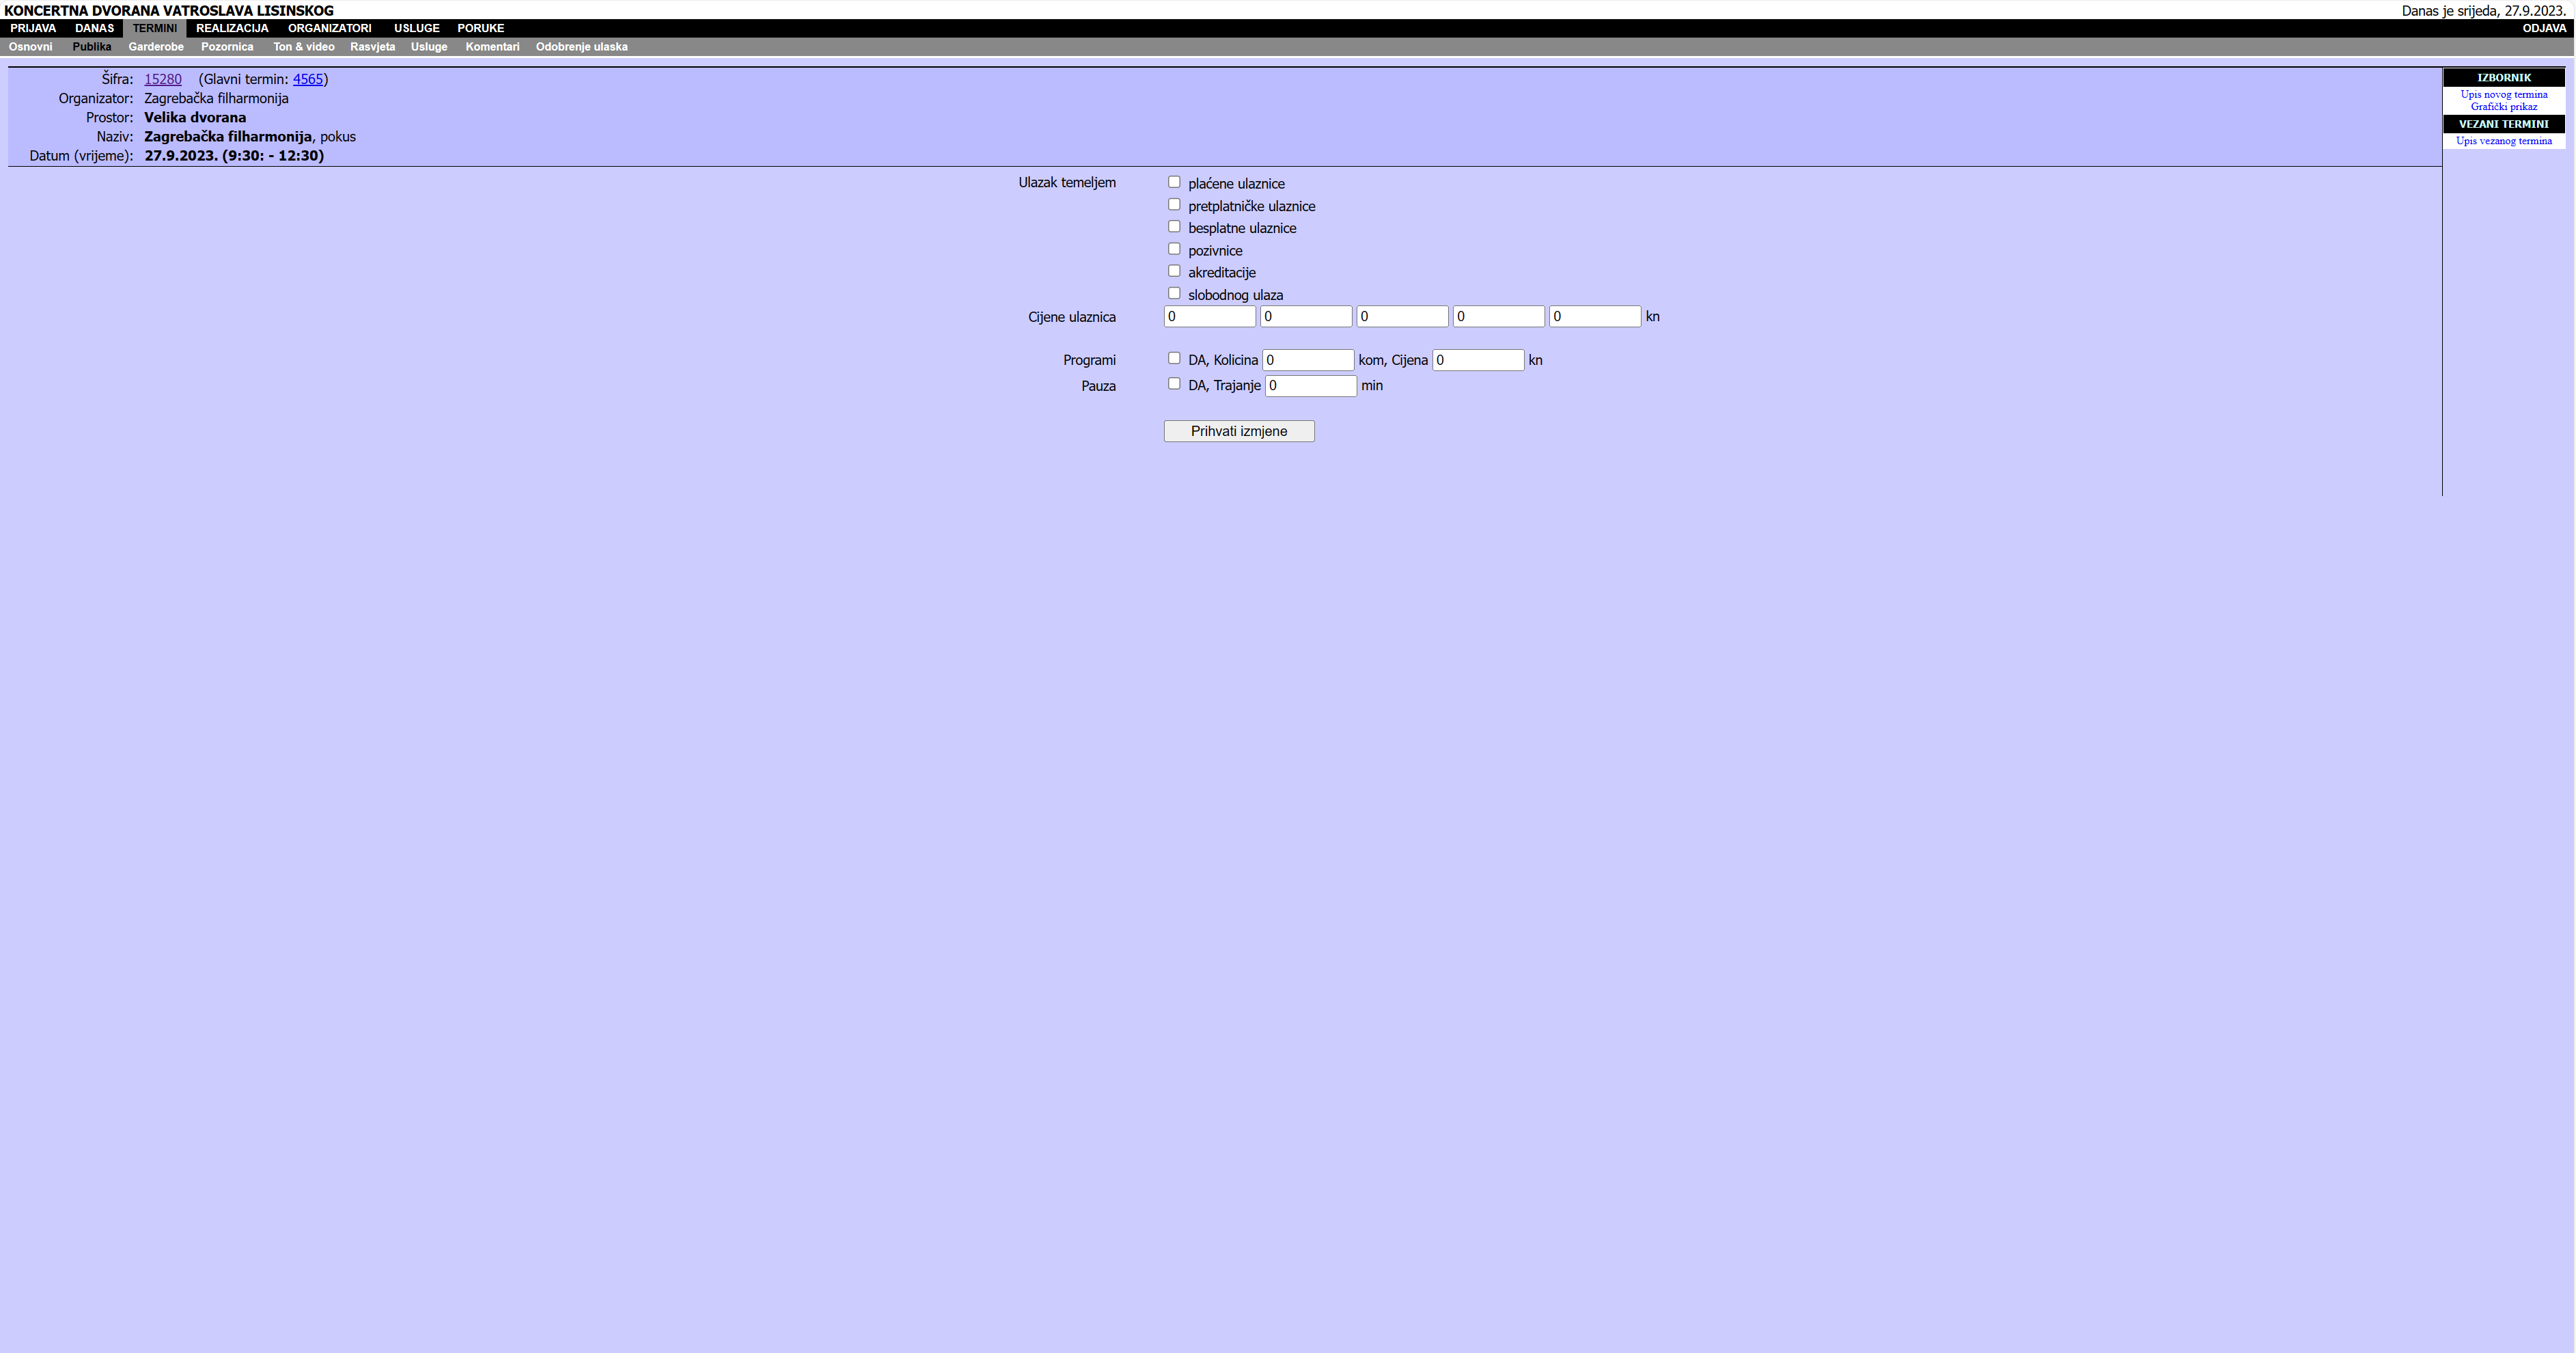 KONCERTNA DVORANA VATROSLAVA LISINSKOG
Danas je srijeda, 27.9.2023.
PRIJAVA DANAS TERMINI REALIZACIJA ORGANIZATORI USLUGE PORUKE ODJAVA
Osnovni Publika Garderobe Pozornica Ton & video Rasvjeta Usluge Komentari Odobrenje ulaska
Šifra: 15280 (Glavni termin: 4565)
Organizator: Zagrebačka filharmonija
Prostor: Velika dvorana
Naziv: Zagrebačka filharmonija, pokus
Datum (vrijeme): 27.9.2023. (9:30: - 12:30)
IZBORNIK
Upis novog termina
Grafički prikaz
VEZANI TERMINI
Upis vezanog termina
Ulazak temeljem plaćene ulaznice
pretplatničke ulaznice
besplatne ulaznice
pozivnice
akreditacije
slobodnog ulaza
Cijene ulaznica 0 0 0 0 0 kn
Programi DA, Kolicina 0 kom, Cijena 0 kn
Pauza DA, Trajanje 0 min
Prihvati izmjene